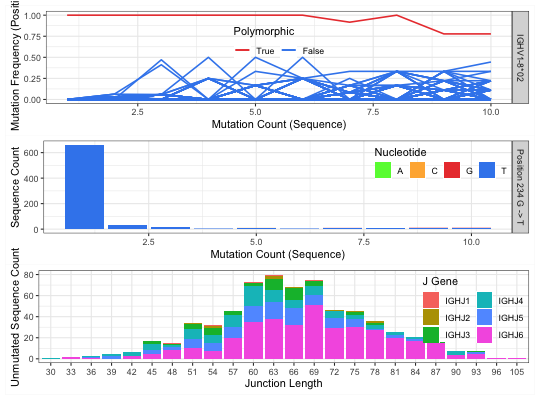 Mutation Frequency (Positi
1.00
0.75
0.50
0.25
0.00
Polymorphic
True False
IGHV1-8*02
2.5 5.0 7.5 10.0
Mutation Count (Sequence)
Sequence Count
600
400
200
0
Nucleotide
A C G T
Position 234 G -> T
2.5 5.0 7.5 10.0
Mutation Count (Sequence)
Unmutated Sequence Count
80
60
40
20
0
J Gene
IGHJ1 IGHJ4
IGHJ2 IGHJ5
IGHJ3 IGHJ6
30 33 36 39 42 45 48 51 54 57 60 63 66 69 72 75 78 81 84 87 90 93 96 105
Junction Length